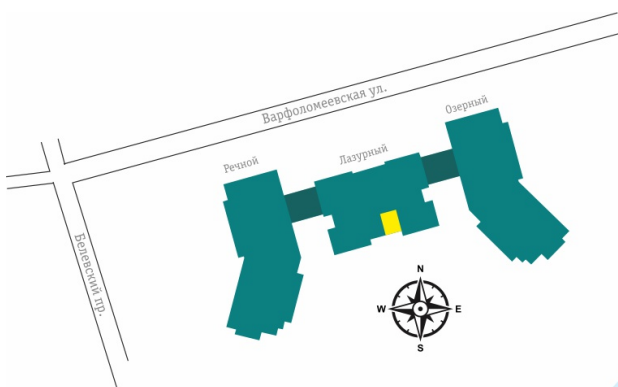 Варфоломеевская ул.
Озерный
Лазурный
Речной
Белевский пр.
N
W
E
S